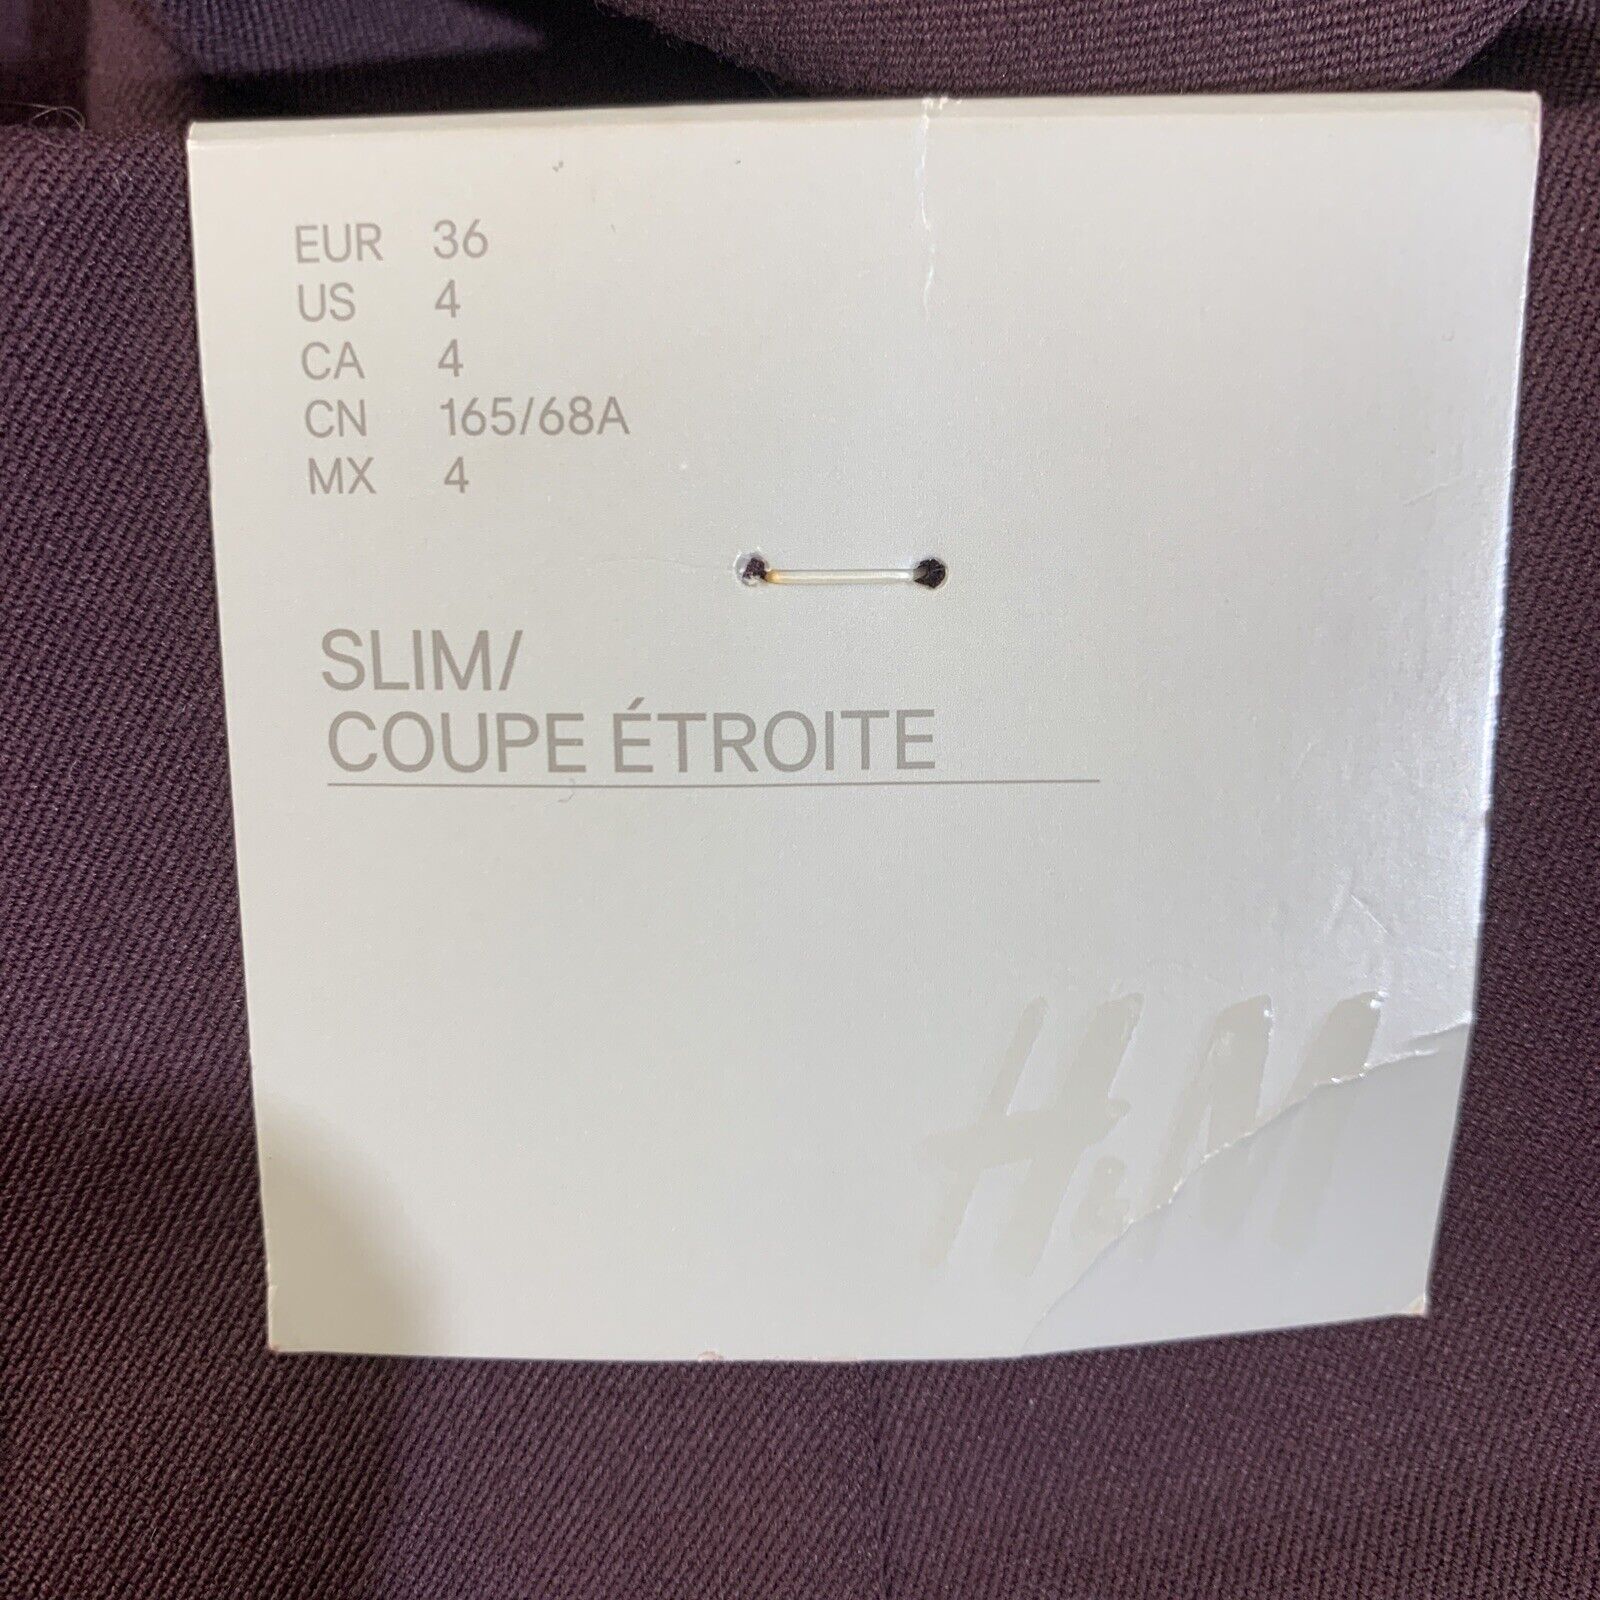 EUR 36
US 4
CA 4
CN 165/68A
MX 4
SLIM/
COUPE ÉTROITE
H&M